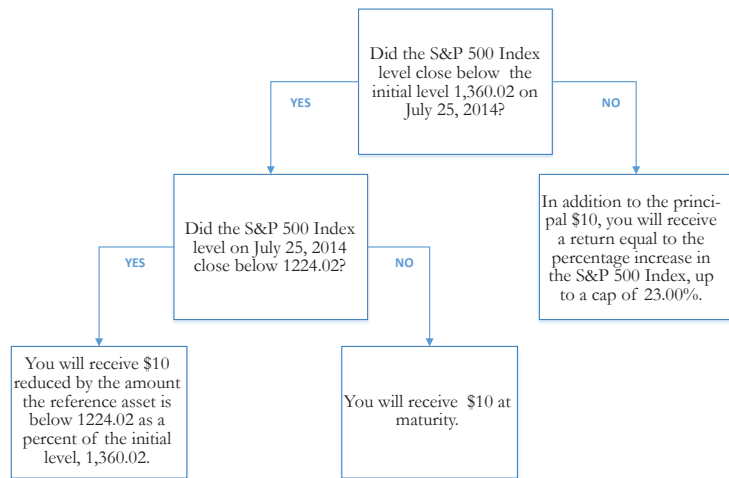 Did the S&P 500 Index
level close below the
initial level 1,360.02 on
July 25, 2014?
YES
NO
Did the S&P 500 Index
level on July 25, 2014
close below 1224.02?
In addition to the princi-
pal $10, you will receive
a return equal to the
percentage increase in
the S&P 500 Index, up
to a cap of 23.00%.
YES
NO
You will receive $10
reduced by the amount
the reference asset is
below 1224.02 as a
percent of the initial
level, 1,360.02.
You will receive $10 at
maturity.